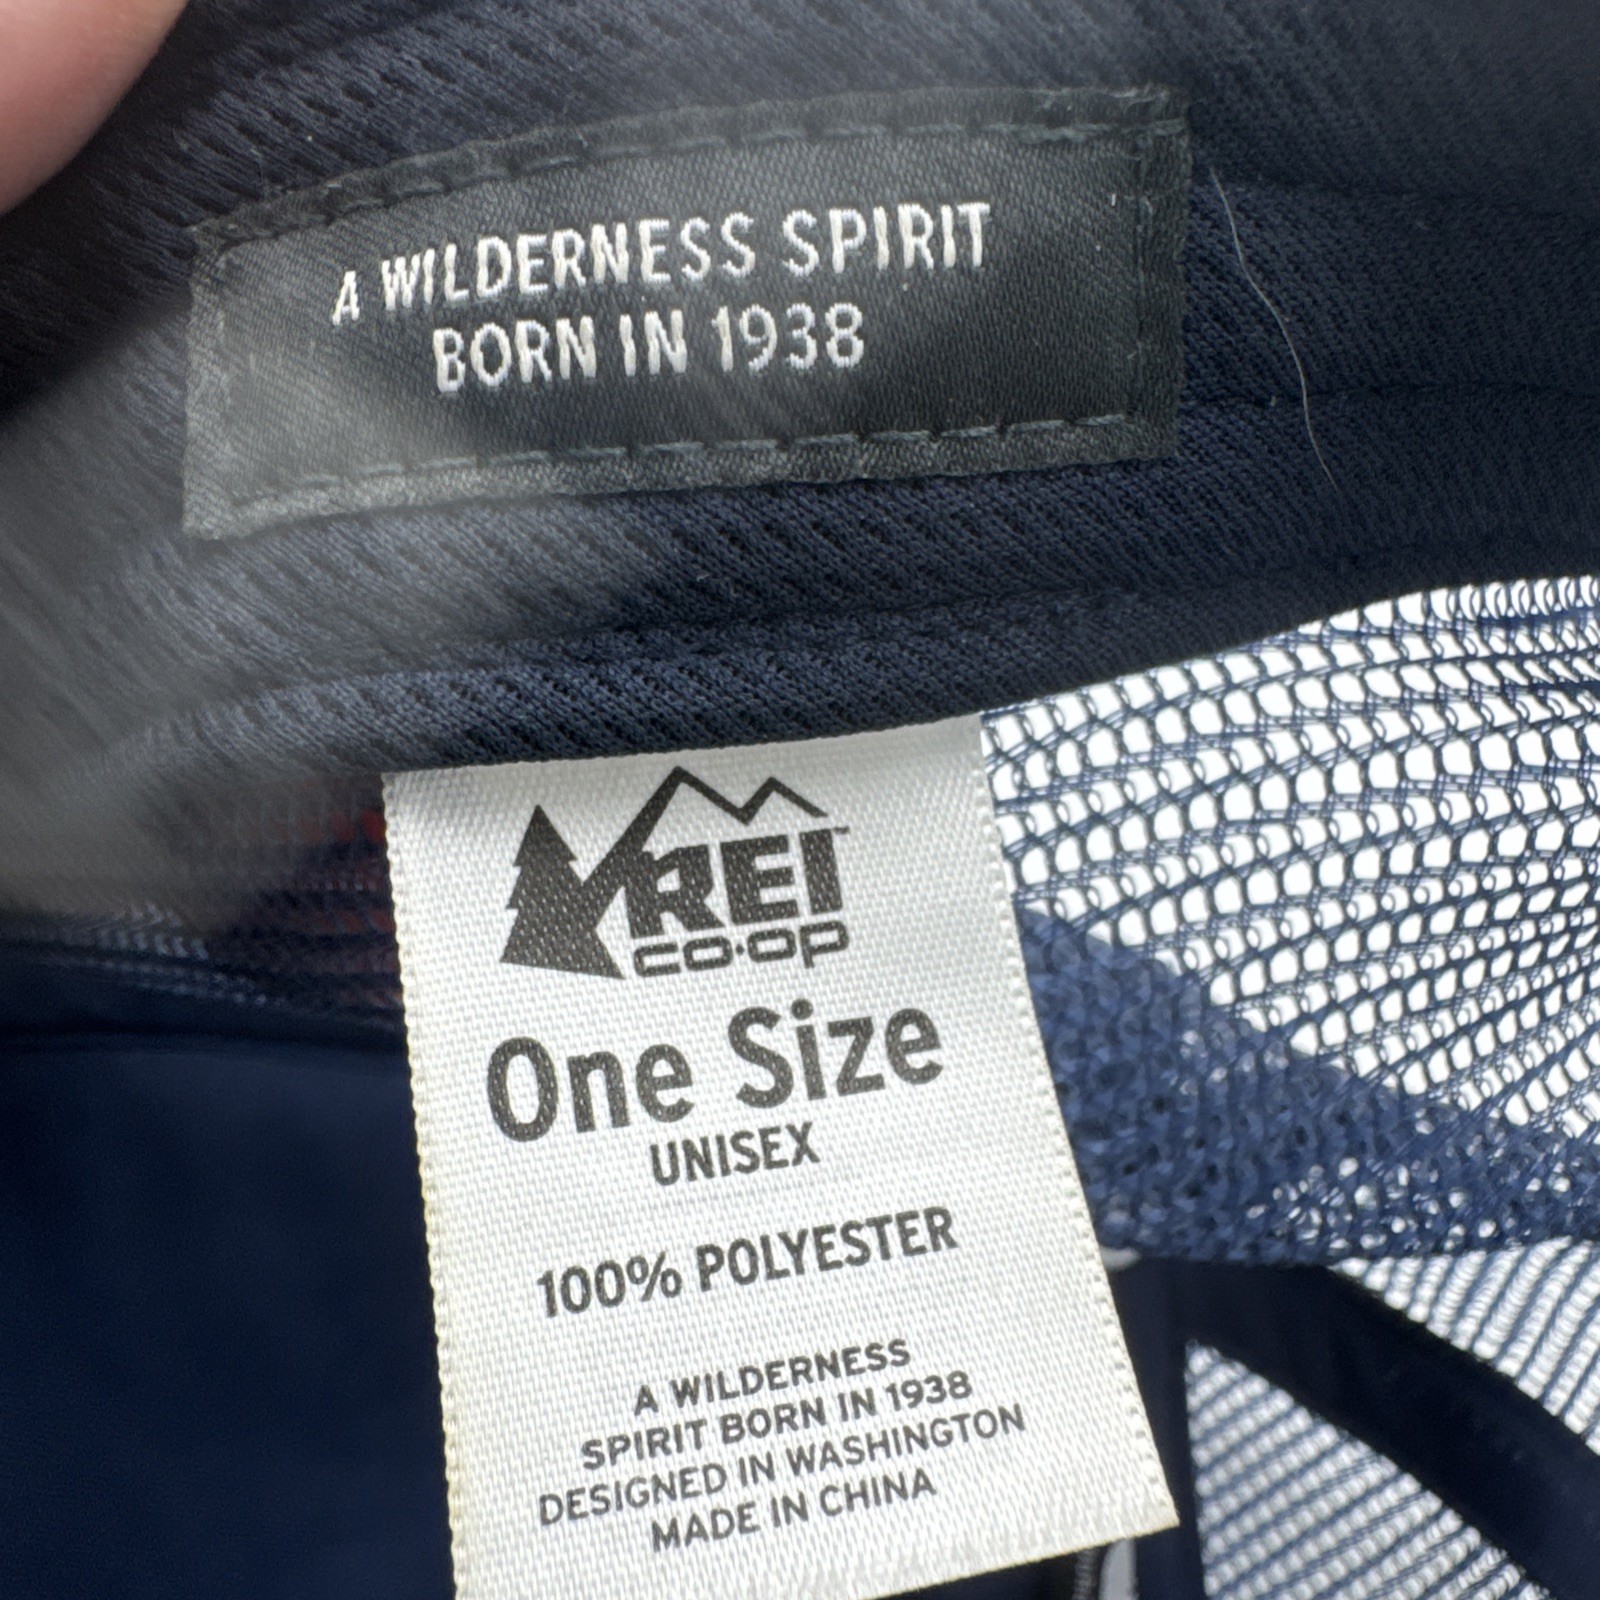 A WILDERNESS SPIRIT
BORN IN 1938
REI™
co·op
One Size
UNISEX
100% POLYESTER
A WILDERNESS
SPIRIT BORN IN 1938
DESIGNED IN WASHINGTON
MADE IN CHINA